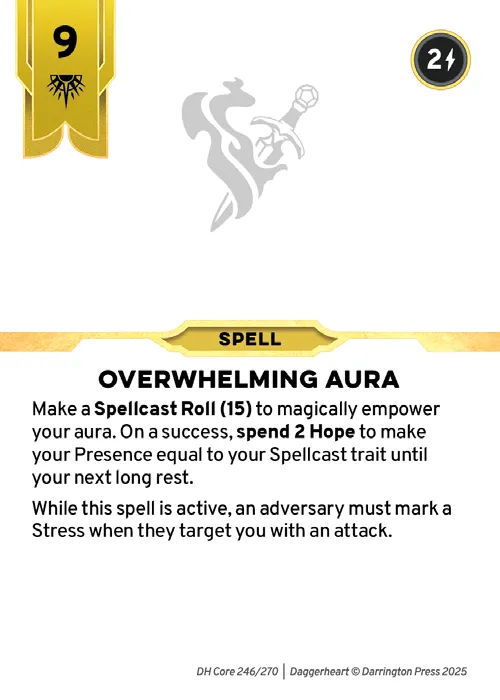 9
2
SPELL
OVERWHELMING AURA
Make a Spellcast Roll (15) to magically empower
your aura. On a success, spend 2 Hope to make
your Presence equal to your Spellcast trait until
your next long rest.
While this spell is active, an adversary must mark a
Stress when they target you with an attack.
DH Core 246/270 | Daggerheart © Darrington Press 2025